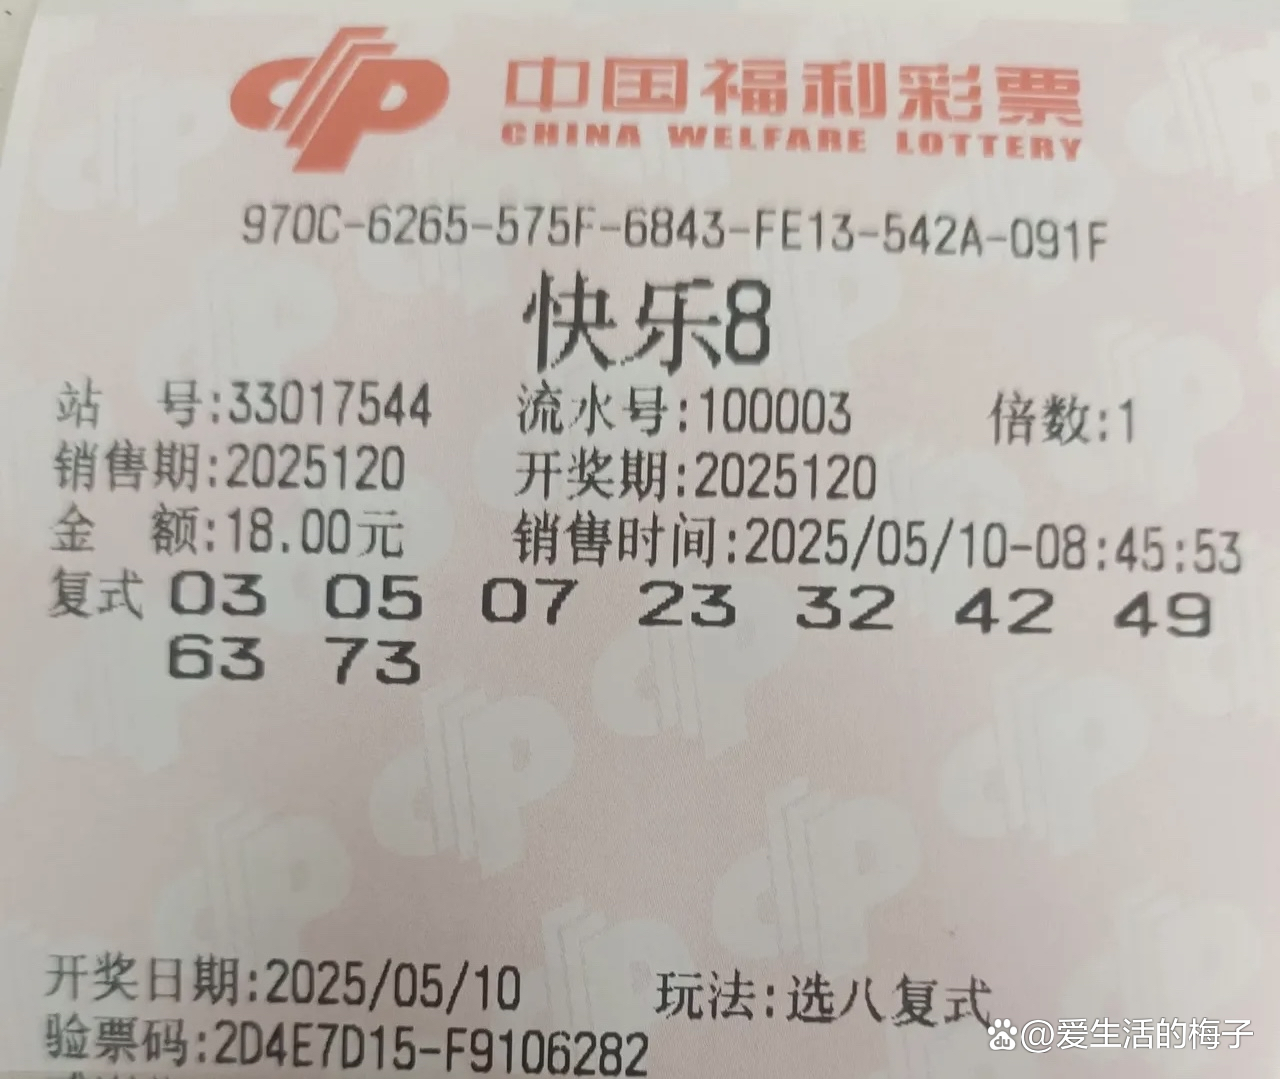 中国福利彩票
CHINA WELFARE LOTTERY
970C-6265-575F-6843-FE13-542A-091F
快乐8
站 号:33017544 流水号:100003 倍数:1
销售期:2025120 开奖期:2025120
金 额:18.00元 销售时间:2025/05/10-08:45:53
复式 03 05 07 23 32 42 49
63 73
开奖日期:2025/05/10 玩法:选八复式
验票码:2D4E7D15-F9106282
@爱生活的梅子